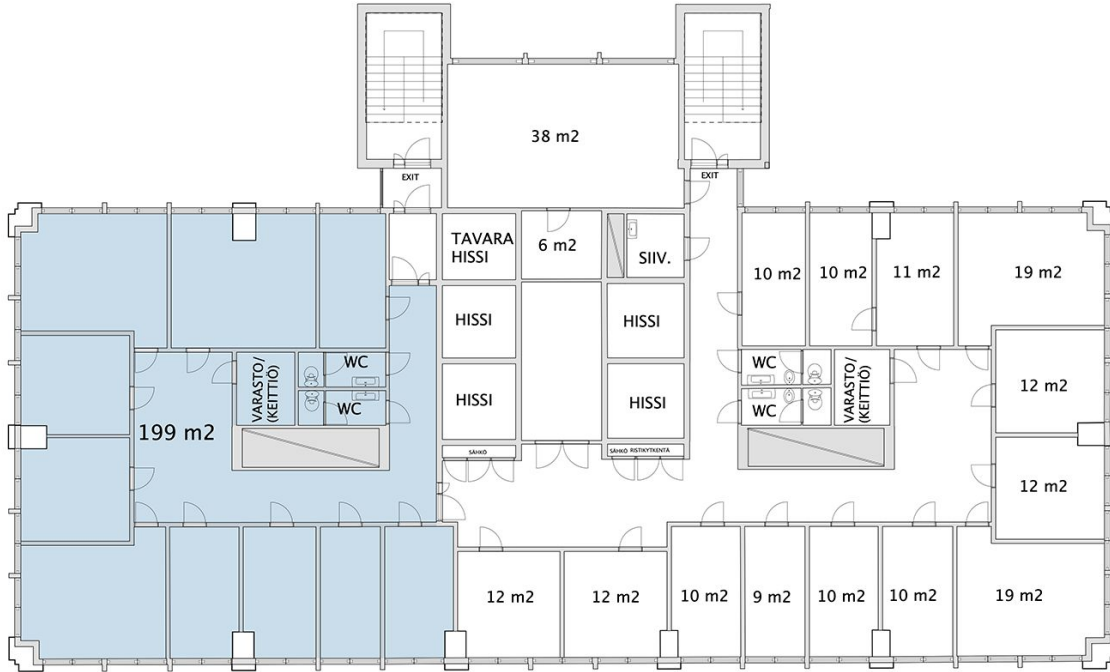 38 m2
EXIT
EXIT
TAVARA
HISSI
6 m2
SIIV.
10 m2
10 m2
11 m2
19 m2
HISSI
HISSI
VARASTO/
(KEITTIÖ)
WC
WC
HISSI
HISSI
WC
WC
VARASTO/
(KEITTIÖ)
12 m2
199 m2
SÄHKÖ
SÄHKÖ RISTIKYTKENTÄ
12 m2
12 m2
12 m2
10 m2
9 m2
10 m2
10 m2
19 m2